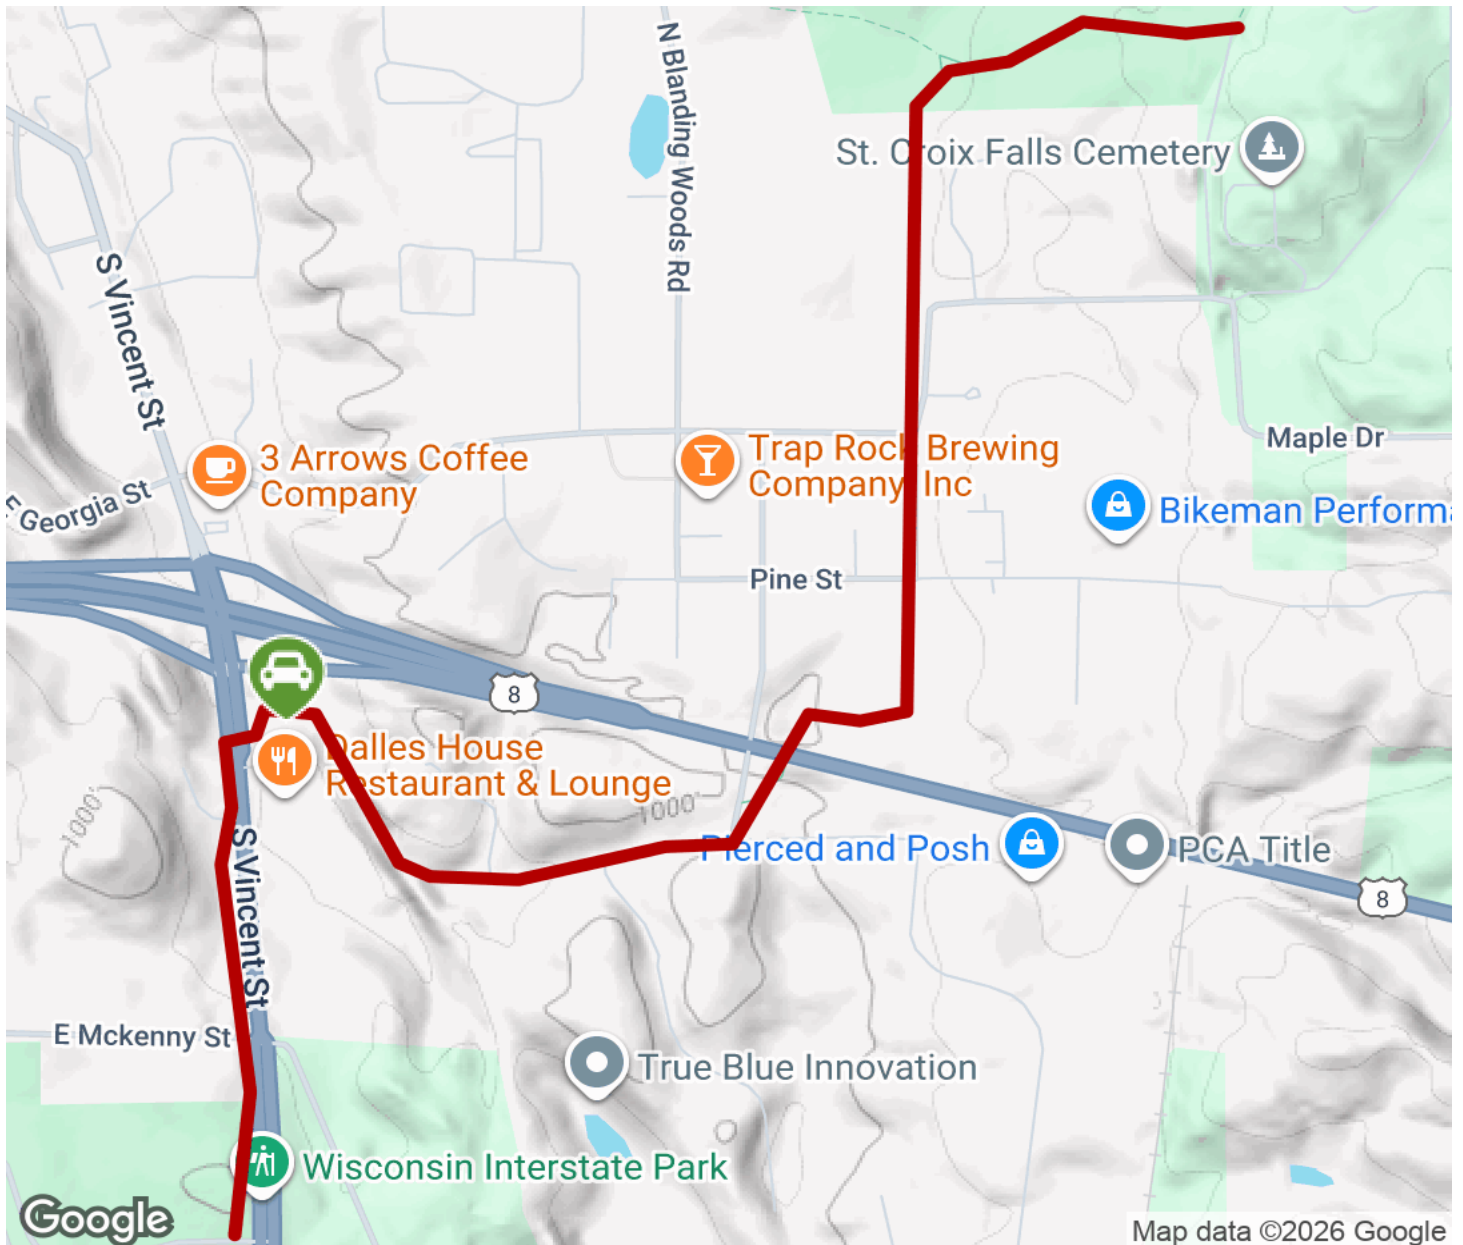 N Blanding Woods Rd
St. Croix Falls Cemetery
S Vincent St
Maple Dr
3 Arrows Coffee
Company
Trap Rock Brewing
Company, Inc
Georgia St
Bikeman Performa
Pine St
8
Dalles House
Restaurant & Lounge
1000'
1000'
Pierced and Posh
PCA Title
8
S Vincent St
E Mckenny St
True Blue Innovation
Wisconsin Interstate Park
Google
Map data ©2026 Google